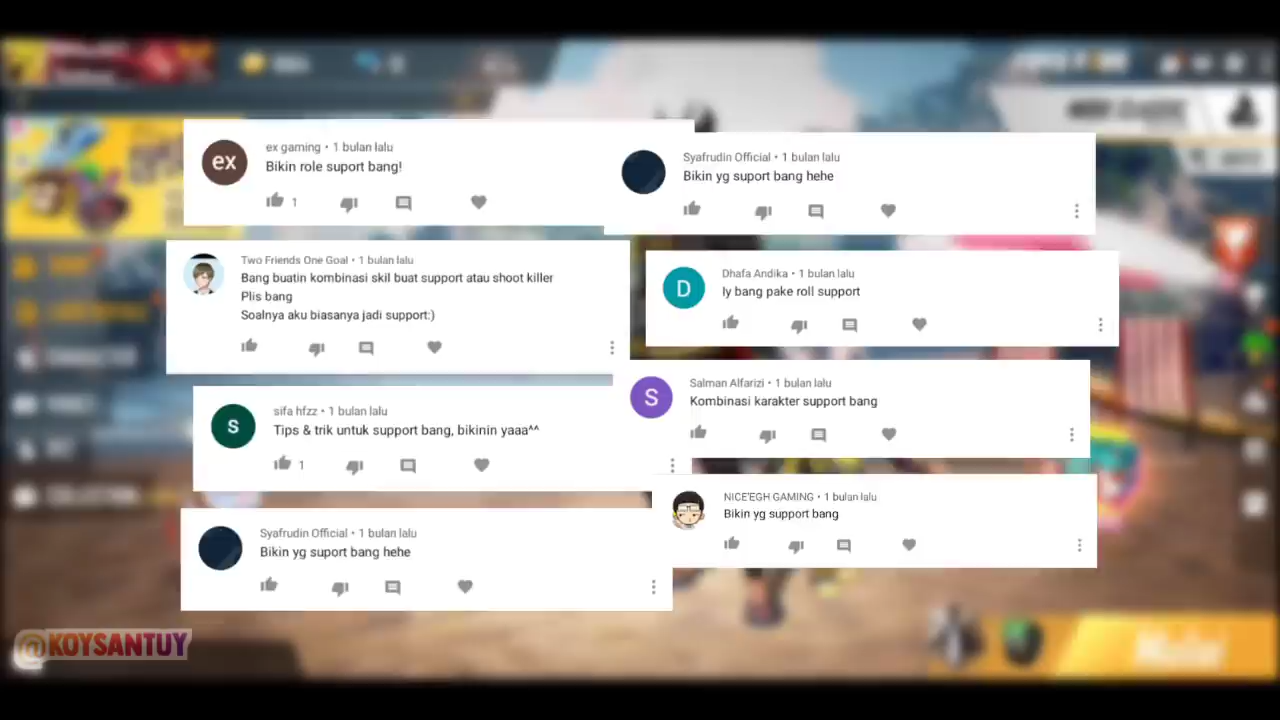 ex
ex gaming • 1 bulan lalu
Bikin role suport bang!
1
Syafrudin Official • 1 bulan lalu
Bikin yg suport bang hehe
Two Friends One Goal • 1 bulan lalu
Bang buatin kombinasi skil buat support atau shoot killer
Plis bang
Soalnya aku biasanya jadi support:)
D
Dhafa Andika • 1 bulan lalu
Iy bang pake roll support
S
Salman Alfarizi • 1 bulan lalu
Kombinasi karakter support bang
s
sifa hfzz • 1 bulan lalu
Tips & trik untuk support bang, bikinin yaaa^^
1
NICE'EGH GAMING • 1 bulan lalu
Bikin yg support bang
Syafrudin Official • 1 bulan lalu
Bikin yg suport bang hehe
@KOYSANTUY
Mulai